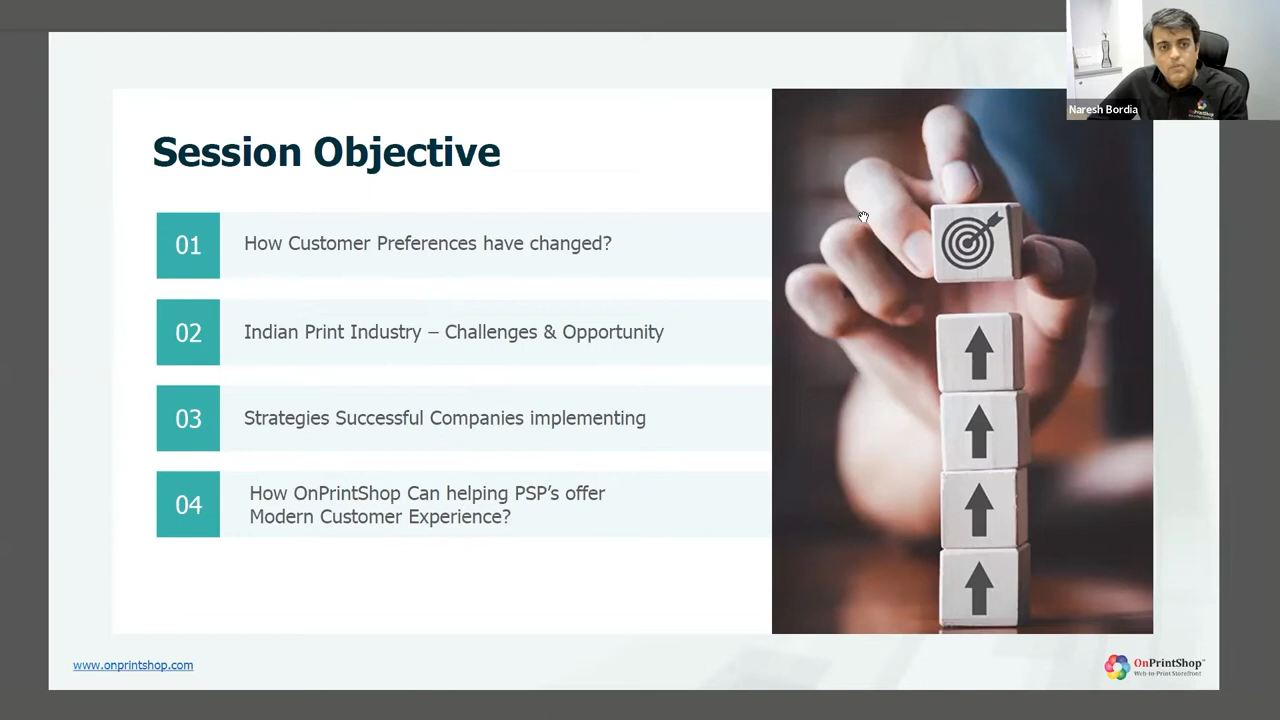 Naresh Bordia
Session Objective
01
How Customer Preferences have changed?
02
Indian Print Industry – Challenges & Opportunity
03
Strategies Successful Companies implementing
04
How OnPrintShop Can helping PSP’s offer
Modern Customer Experience?
www.onprintshop.com
OnPrintShop
Web-to-Print Storefront